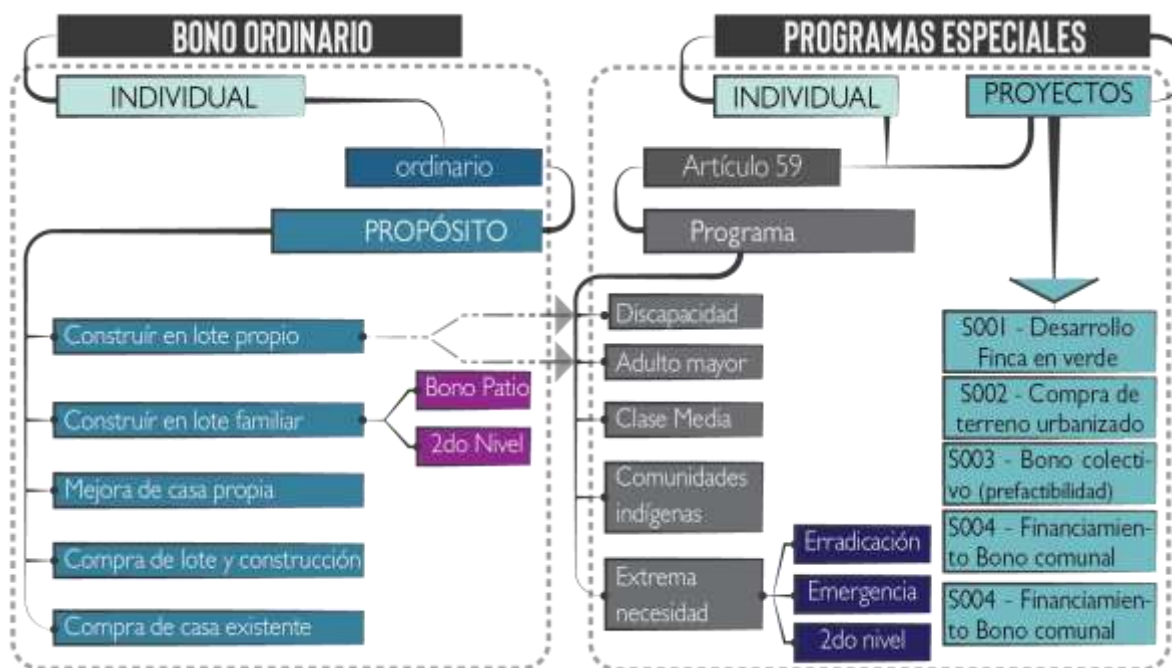 BONO ORDINARIO
INDIVIDUAL
ordinario
PROPÓSITO
Construir en lote propio
Construir en lote familiar
Bono Patio
2do Nivel
Mejora de casa propia
Compra de lote y construcción
Compra de casa existente
PROGRAMAS ESPECIALES
INDIVIDUAL
PROYECTOS
Artículo 59
Programa
Discapacidad
Adulto mayor
Clase Media
Comunidades
indígenas
Extrema
necesidad
Erradicación
Emergencia
2do nivel
S001 - Desarrollo
Finca en verde
S002 - Compra de
terreno urbanizado
S003 - Bono colecti-
vo (prefactibilidad)
S004 - Financiamien-
to Bono comunal
S004 - Financiamien-
to Bono comunal